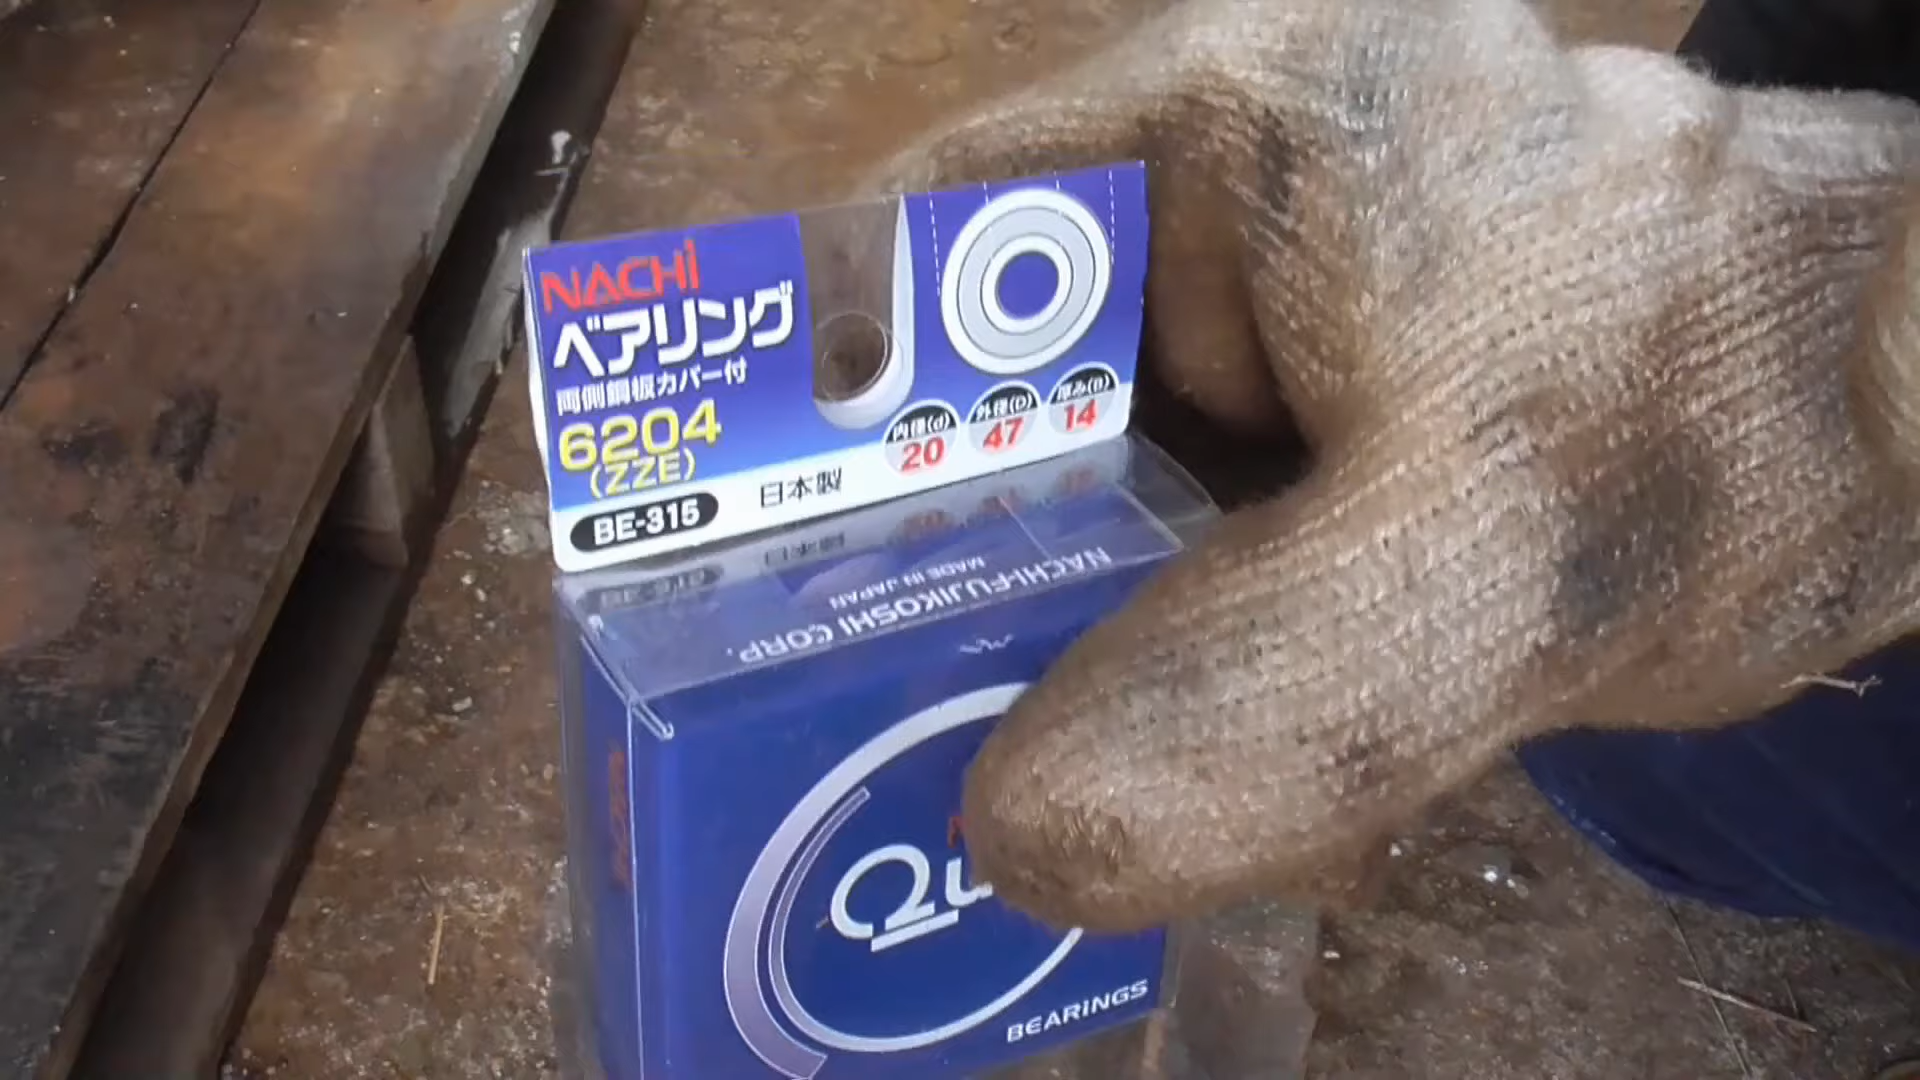 NACHi
ベアリング
両側鋼板カバー付
6204
(ZZE)
BE-315
日本製
内径(d)
20
外径(D)
47
厚み(B)
14
MADE IN JAPAN
NACHI-FUJIKOSHI CORP.
BEARINGS